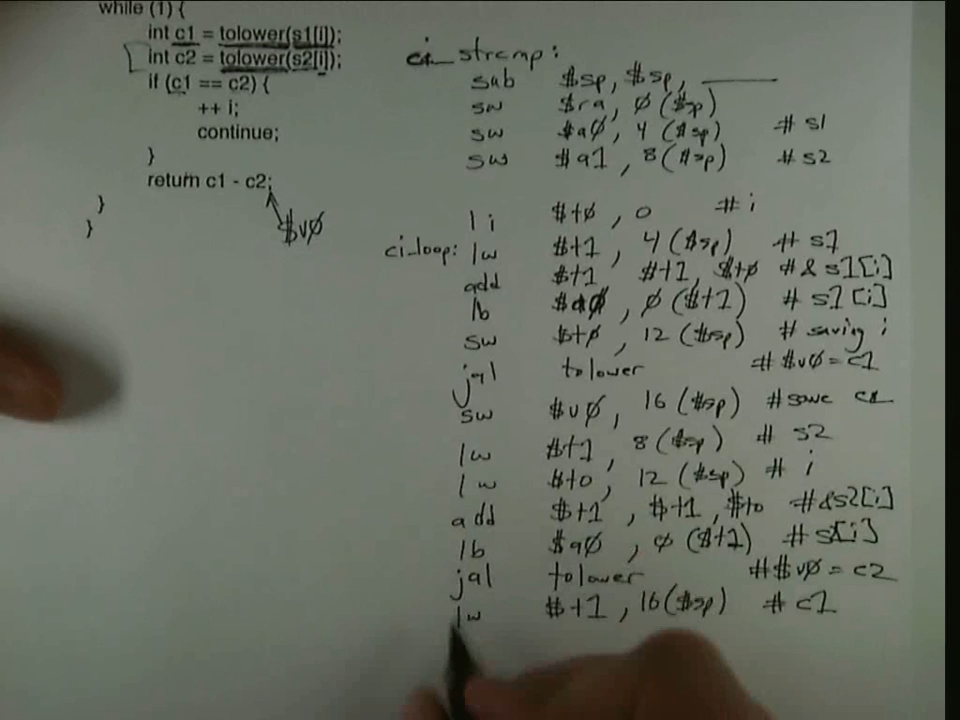 while (1) {
int c1 = tolower(s1[i]);
int c2 = tolower(s2[i]);
if (c1 == c2) {
++ i;
continue;
}
return c1 - c2;
}
}
$v0
ci_strcmp:
sub $sp, $sp, ____
sw $ra, 0($sp)
sw $a0, 4($sp) # s1
sw $a1, 8($sp) # s2
li $t0, 0 # i
ci_loop: lw $t1, 4($sp) # s1
add $t1, $t1, $t0 # & s1[i]
lb $a0, 0($t1) # s1[i]
sw $t0, 12($sp) # saving i
jal tolower # $v0 = c1
sw $v0, 16($sp) # save c1
lw $t1, 8($sp) # s2
lw $t0, 12($sp) # i
add $t1, $t1, $t0 # &s2[i]
lb $a0, 0($t1) # s[i]
jal tolower # $v0 = c2
lw $t1, 16($sp) # c1